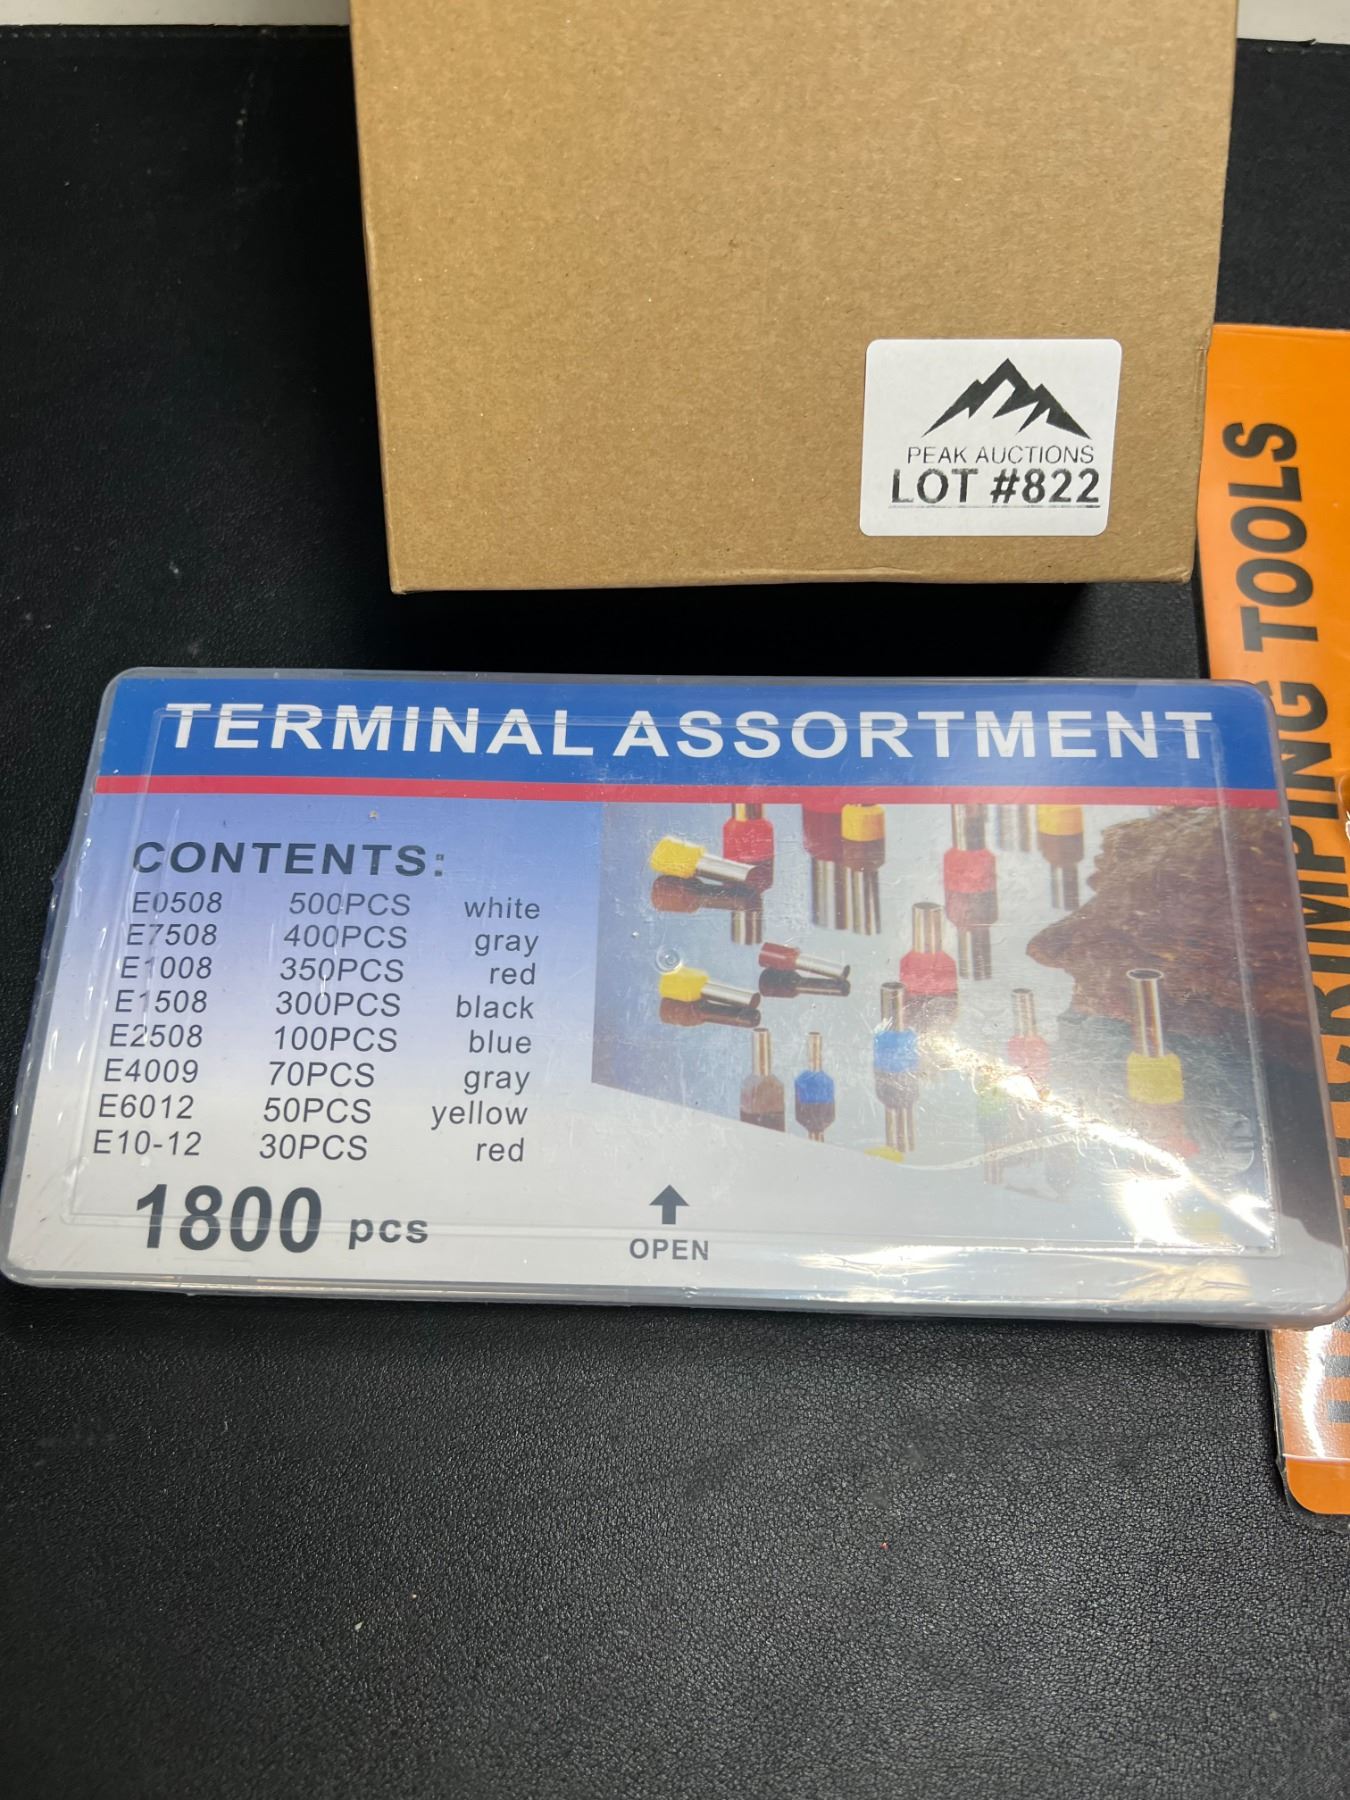 PEAK AUCTIONS
LOT #822
TERMINAL ASSORTMENT
CONTENTS:
E0508 500PCS white
E7508 400PCS gray
E1008 350PCS red
E1508 300PCS black
E2508 100PCS blue
E4009 70PCS gray
E6012 50PCS yellow
E10-12 30PCS red
1800 pcs
OPEN
CRIMPING TOOLS